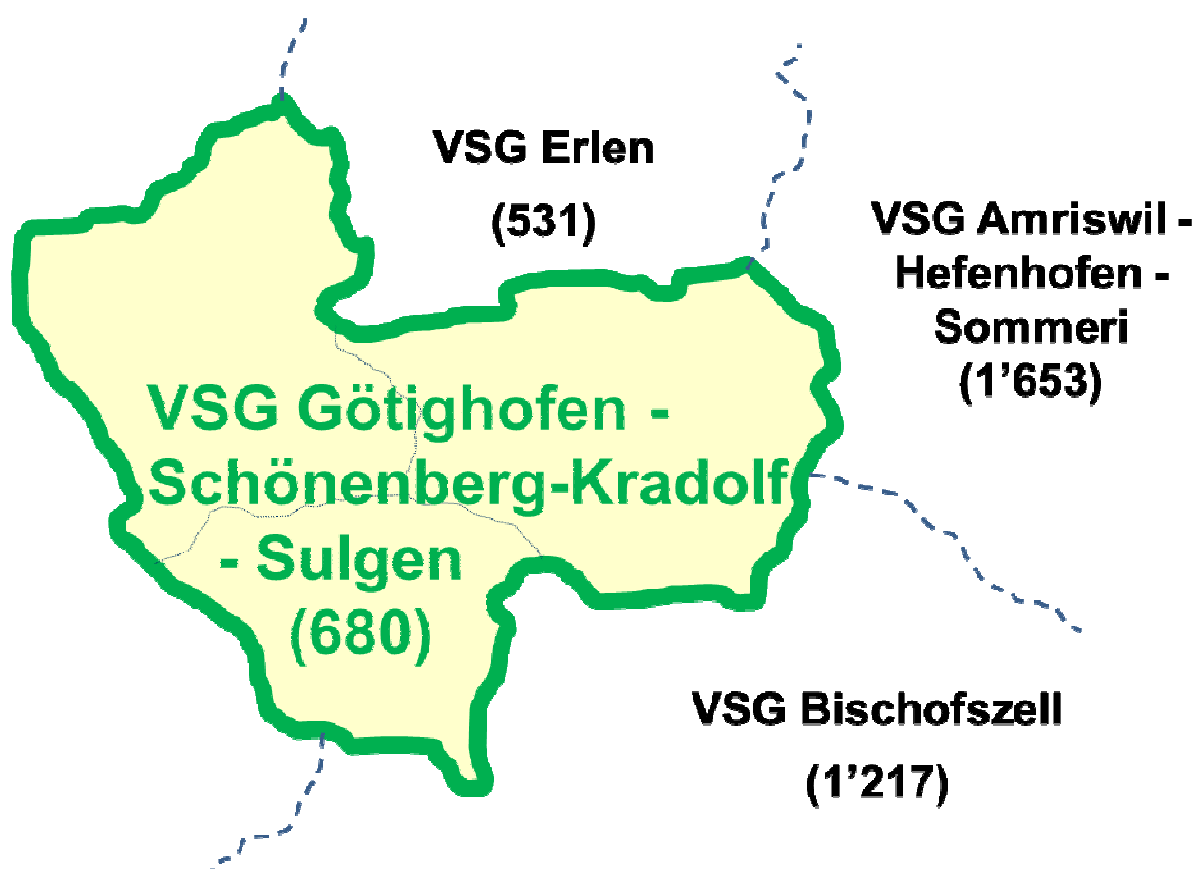 VSG Erlen
(531)
VSG Amriswil -
Hefenhofen -
Sommeri
(1’653)
VSG Götighofen -
Schönenberg-Kradolf
- Sulgen
(680)
VSG Bischofszell
(1’217)